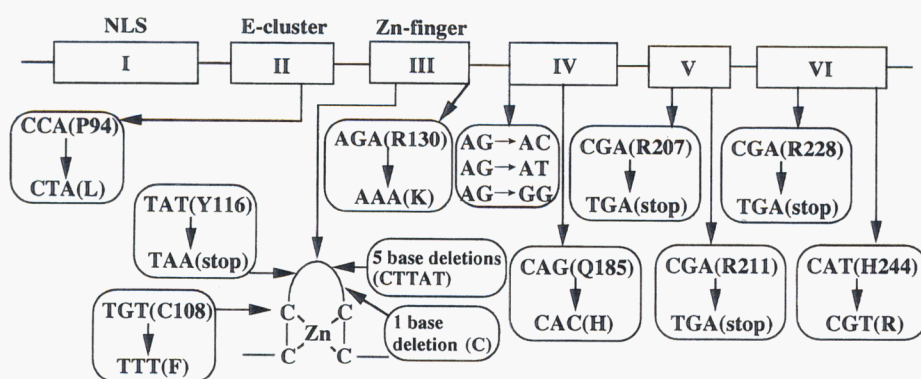 NLS E-cluster Zn-finger
I II III IV V VI
CCA(P94)
CTA(L)
AGA(R130)
AAA(K)
AG→AC
AG→AT
AG→GG
CGA(R207)
TGA(stop)
CGA(R228)
TGA(stop)
TAT(Y116)
TAA(stop)
5 base deletions
(CTTAT)
CAG(Q185)
CAC(H)
CGA(R211)
TGA(stop)
CAT(H244)
CGT(R)
TGT(C108)
TTT(F)
C C
Zn
C C
1 base
deletion (C)